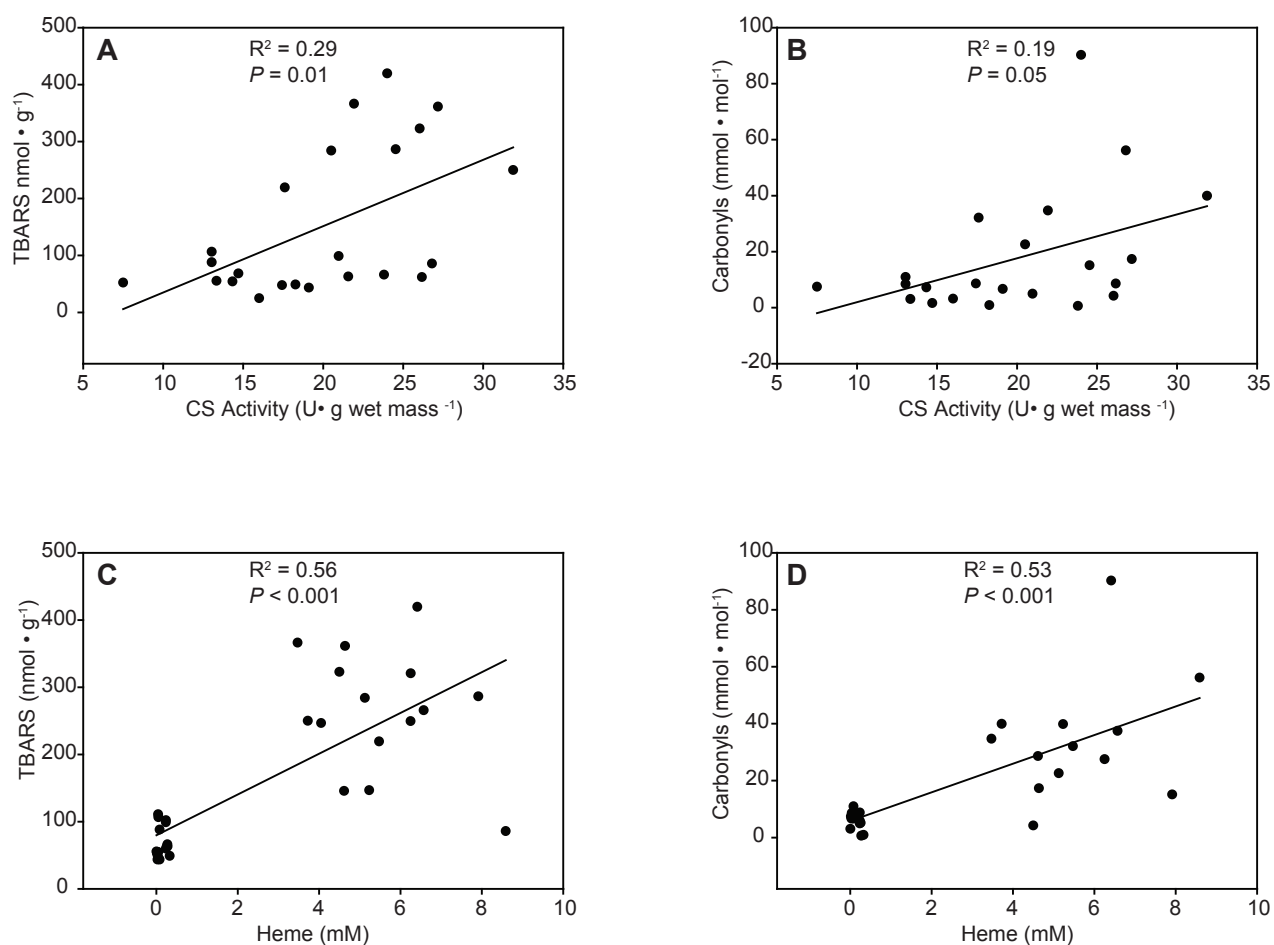 A
R² = 0.29
P = 0.01
TBARS nmol • g⁻¹
500
400
300
200
100
0
5 10 15 20 25 30 35
CS Activity (U• g wet mass ⁻¹)
B
R² = 0.19
P = 0.05
Carbonyls (mmol • mol⁻¹)
100
80
60
40
20
0
-20
5 10 15 20 25 30 35
CS Activity (U• g wet mass ⁻¹)
C
R² = 0.56
P < 0.001
TBARS (nmol • g⁻¹)
500
400
300
200
100
0
0 2 4 6 8 10
Heme (mM)
D
R² = 0.53
P < 0.001
Carbonyls (mmol • mol⁻¹)
100
80
60
40
20
0
0 2 4 6 8 10
Heme (mM)